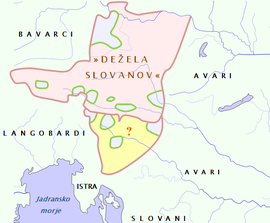 BAVARCI
»DEŽELA
SLOVANOV«
AVARI
LANGOBARDI
?
AVARI
ISTRA
Jadransko
morje
SLOVANI